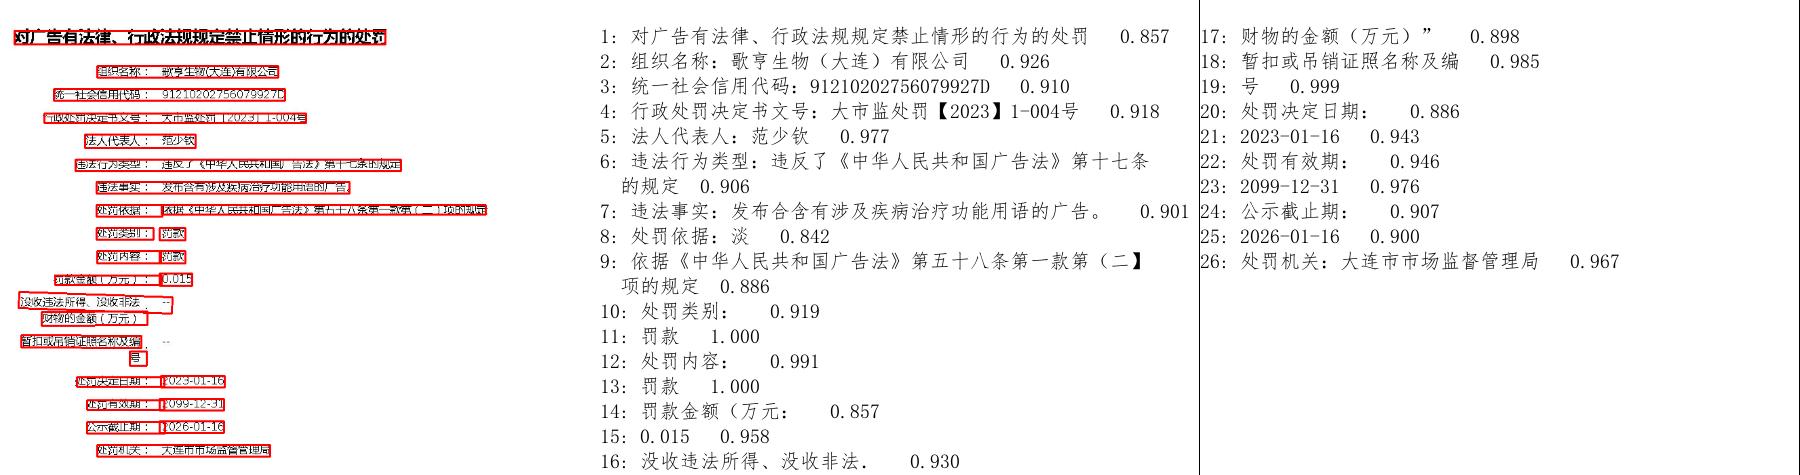 对广告有法律、行政法规规定禁止情形的行为的处罚
组织名称： 歌亨生物(大连)有限公司
统一社会信用代码： 91210202756079927D
行政处罚决定书文号： 大市监处罚【2023】1-004号
法人代表人： 范少钦
违法行为类型： 违反了《中华人民共和国广告法》第十七条的规定
违法事实： 发布含有涉及疾病治疗功能用语的广告。
处罚依据： 依据《中华人民共和国广告法》第五十八条第一款第（二）项的规定
处罚类别： 罚款
处罚内容： 罚款
罚款金额（万元）： 0.015
没收违法所得、没收非法
财物的金额（万元）： --
暂扣或吊销证照名称及编
号： --
处罚决定日期： 2023-01-16
处罚有效期： 2099-12-31
公示截止期： 2026-01-16
处罚机关： 大连市市场监督管理局
1: 对广告有法律、行政法规规定禁止情形的行为的处罚 0.857
2: 组织名称: 歌亨生物（大连）有限公司 0.926
3: 统一社会信用代码: 91210202756079927D 0.910
4: 行政处罚决定书文号: 大市监处罚【2023】1-004号 0.918
5: 法人代表人: 范少钦 0.977
6: 违法行为类型: 违反了《中华人民共和国广告法》第十七条
的规定 0.906
7: 违法事实: 发布合含有涉及疾病治疗功能用语的广告。 0.901
8: 处罚依据: 淡 0.842
9: 依据《中华人民共和国广告法》第五十八条第一款第（二】
项的规定 0.886
10: 处罚类别: 0.919
11: 罚款 1.000
12: 处罚内容: 0.991
13: 罚款 1.000
14: 罚款金额（万元: 0.857
15: 0.015 0.958
16: 没收违法所得、没收非法. 0.930
17: 财物的金额（万元）” 0.898
18: 暂扣或吊销证照名称及编 0.985
19: 号 0.999
20: 处罚决定日期: 0.886
21: 2023-01-16 0.943
22: 处罚有效期: 0.946
23: 2099-12-31 0.976
24: 公示截止期: 0.907
25: 2026-01-16 0.900
26: 处罚机关: 大连市市场监督管理局 0.967